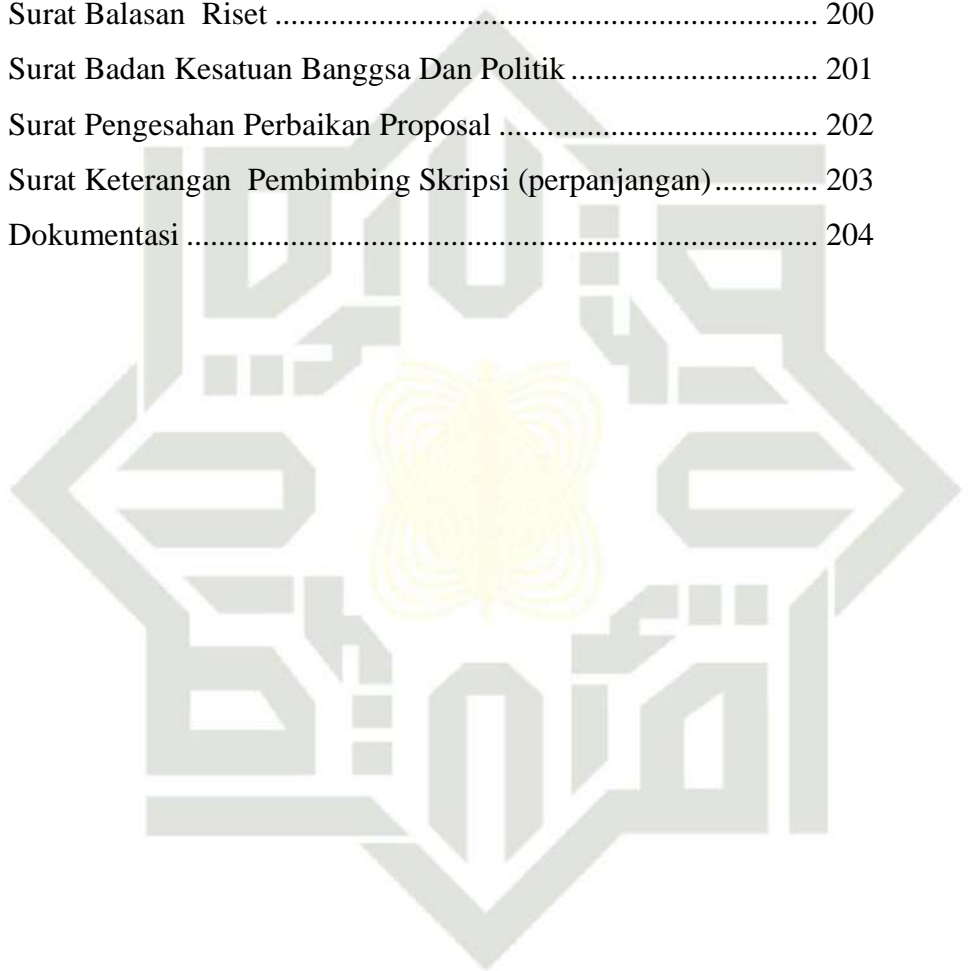 Surat Balasan  Riset ..................................................................... 200
Surat Badan Kesatuan Banggsa Dan Politik ............................... 201
Surat Pengesahan Perbaikan Proposal ........................................ 202
Surat Keterangan  Pembimbing Skripsi (perpanjangan) ............. 203
Dokumentasi ................................................................................ 204